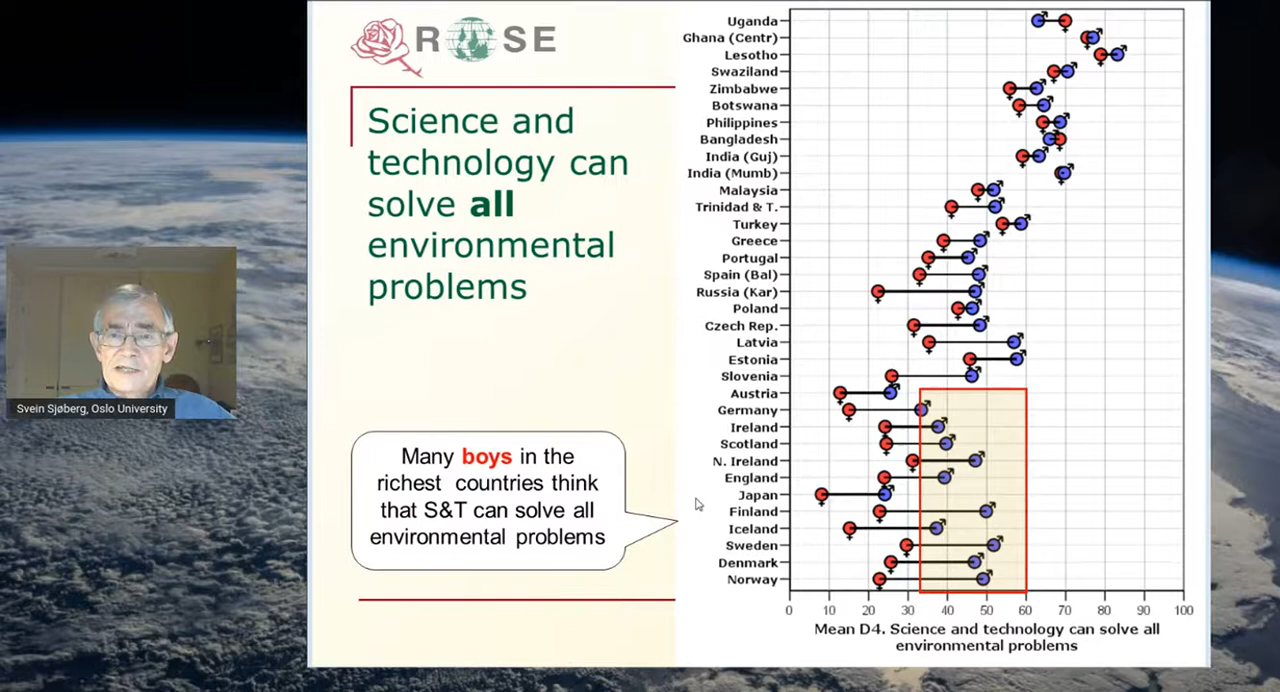 ROSE
Science and
technology can
solve all
environmental
problems
Many boys in the
richest countries think
that S&T can solve all
environmental problems
Svein Sjøberg, Oslo University
Uganda
Ghana (Centr)
Lesotho
Swaziland
Zimbabwe
Botswana
Philippines
Bangladesh
India (Guj)
India (Mumb)
Malaysia
Trinidad & T.
Turkey
Greece
Portugal
Spain (Bal)
Russia (Kar)
Poland
Czech Rep.
Latvia
Estonia
Slovenia
Austria
Germany
Ireland
Scotland
N. Ireland
England
Japan
Finland
Iceland
Sweden
Denmark
Norway
0 10 20 30 40 50 60 70 80 90 100
Mean D4. Science and technology can solve all
environmental problems